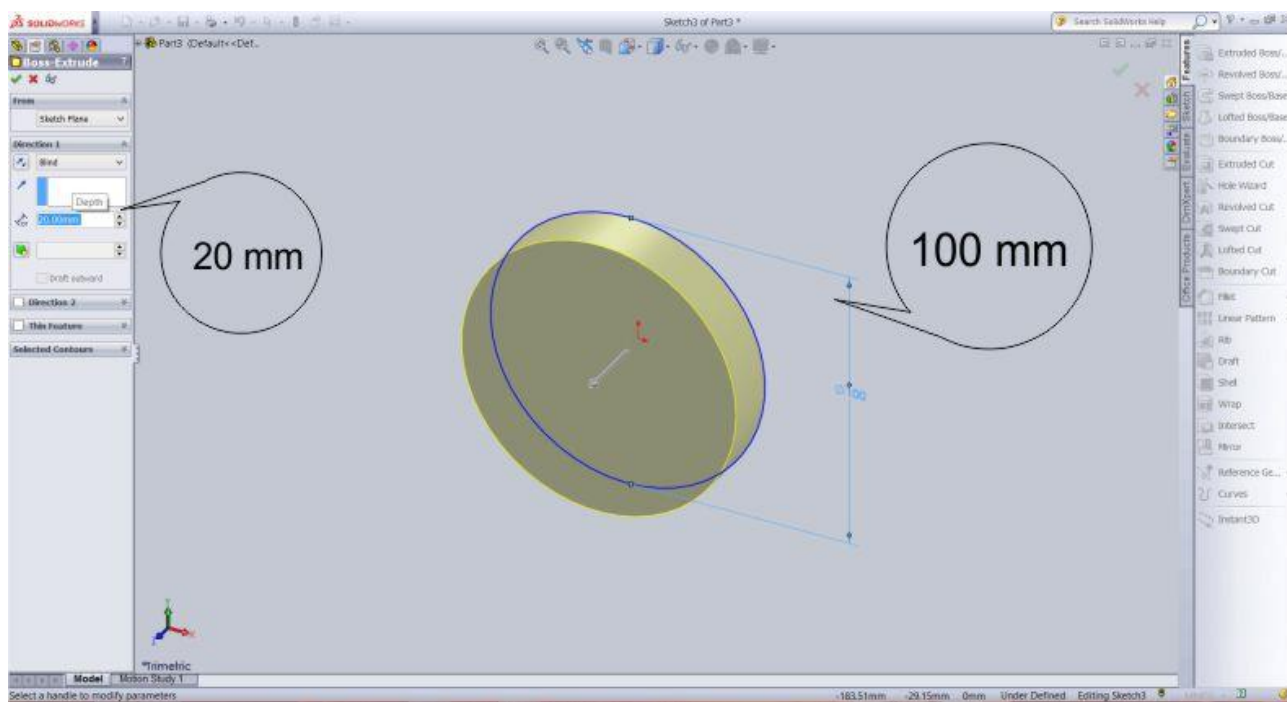 SOLIDWORKS
Sketch3 of Part3 *
Search SolidWorks Help
Part3 (Default<<Def..
Boss-Extrude
From
Sketch Plane
Direction 1
Blind
Depth
20.00mm
Draft outward
Direction 2
Thin Feature
Selected Contours
20 mm
100 mm
100
Features
Sketch
Evaluate
DimXpert
Office Products
Extruded Boss/...
Revolved Boss/...
Swept Boss/Base
Lofted Boss/Base
Boundary Boss/...
Extruded Cut
Hole Wizard
Revolved Cut
Swept Cut
Lofted Cut
Boundary Cut
Fillet
Linear Pattern
Rib
Draft
Shell
Wrap
Intersect
Mirror
Reference Ge...
Curves
Instant3D
*Trimetric
Model
Motion Study 1
Select a handle to modify parameters
-183.51mm
-29.15mm
0mm
Under Defined
Editing Sketch3